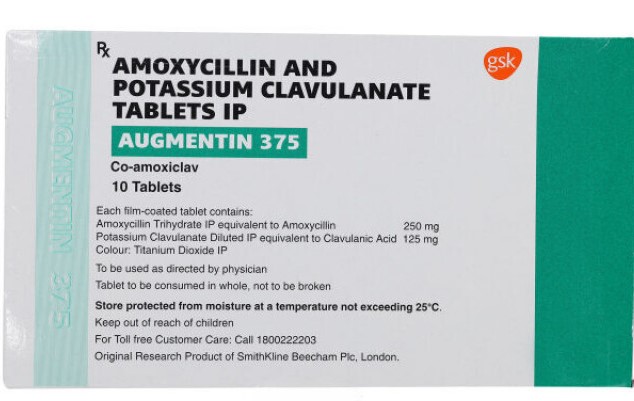 Rx
AMOXYCILLIN AND
POTASSIUM CLAVULANATE
TABLETS IP
gsk
AUGMENTIN 375
Co-amoxiclav
10 Tablets
Each film-coated tablet contains:
Amoxycillin Trihydrate IP equivalent to Amoxycillin 250 mg
Potassium Clavulanate Diluted IP equivalent to Clavulanic Acid 125 mg
Colour: Titanium Dioxide IP
To be used as directed by physician
Tablet to be consumed in whole, not to be broken
Store protected from moisture at a temperature not exceeding 25°C.
Keep out of reach of children
For Toll free Customer Care: Call 1800222203
Original Research Product of SmithKline Beecham Plc, London.
AUGMENTIN 375